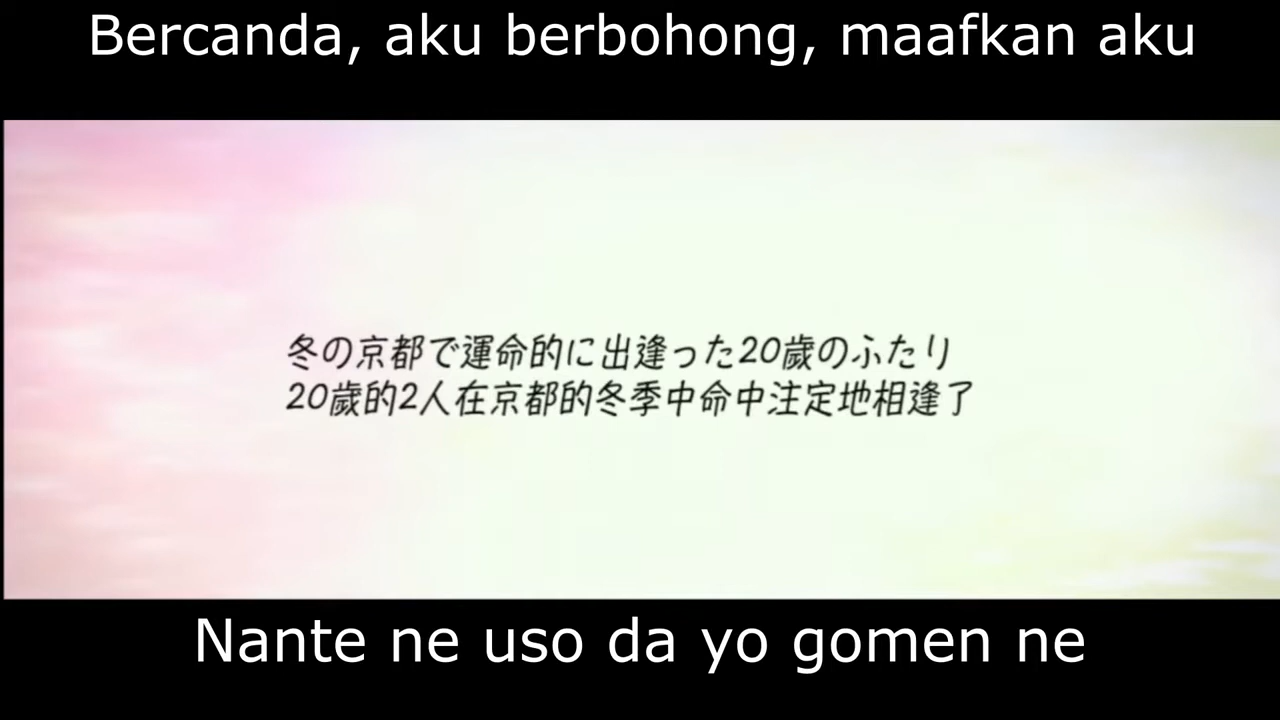 Bercanda, aku berbohong, maafkan aku
冬の京都で運命的に出逢った20歲のふたり
20歲的2人在京都的冬季中命中注定地相逢了
Nante ne uso da yo gomen ne